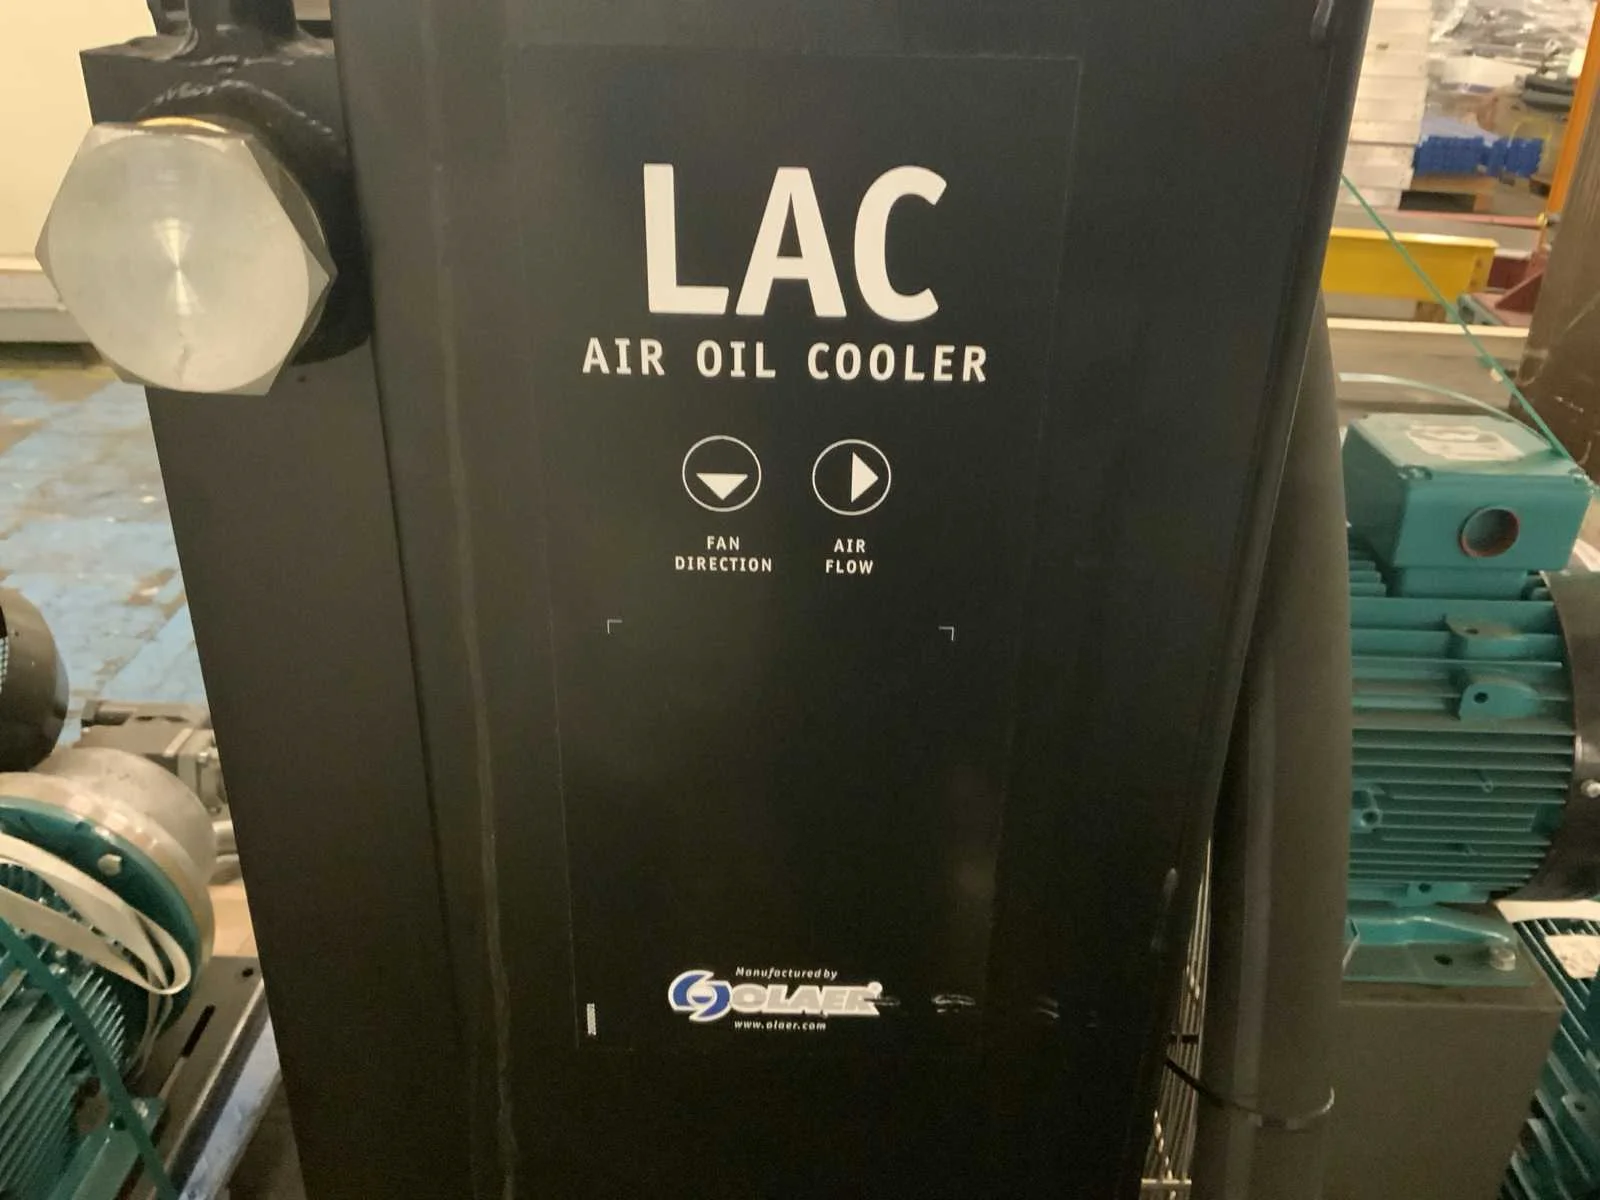 LAC
AIR OIL COOLER
FAN
DIRECTION
AIR
FLOW
Manufactured by
OLAER®
www.olaer.com